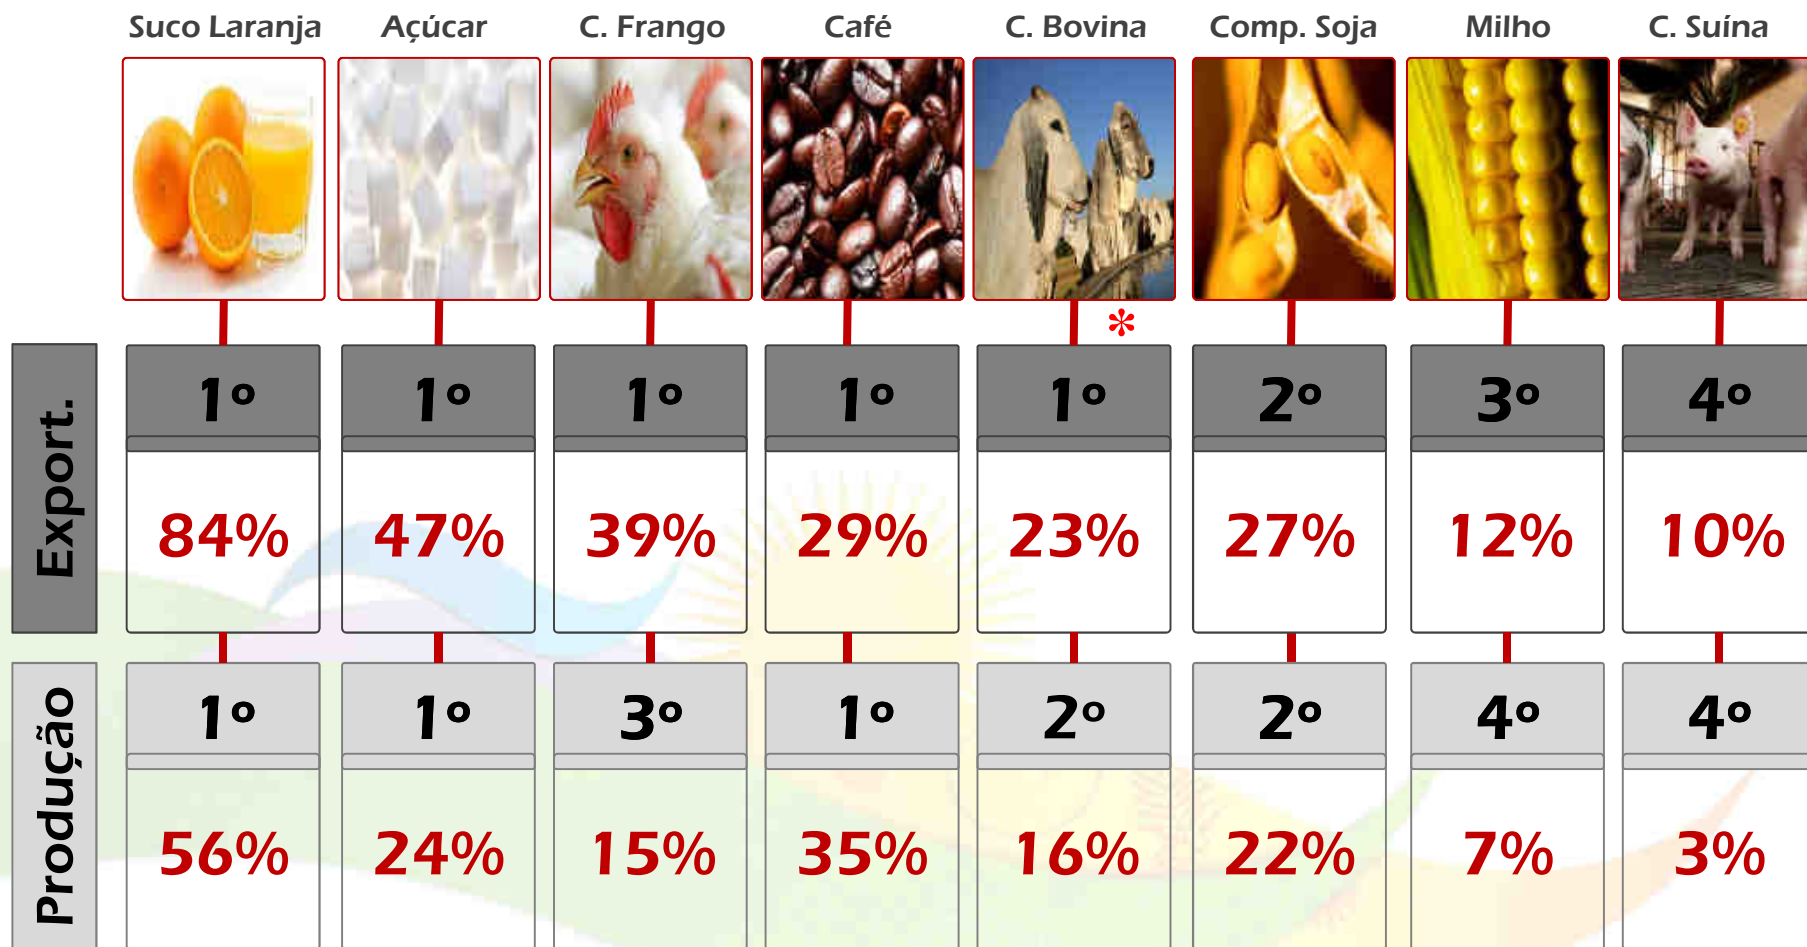 Suco Laranja Açúcar C. Frango Café C. Bovina Comp. Soja Milho C. Suína
*
Export.
1º 1º 1º 1º 1º 2º 3º 4º
84% 47% 39% 29% 23% 27% 12% 10%
Produção
1º 1º 3º 1º 2º 2º 4º 4º
56% 24% 15% 35% 16% 22% 7% 3%